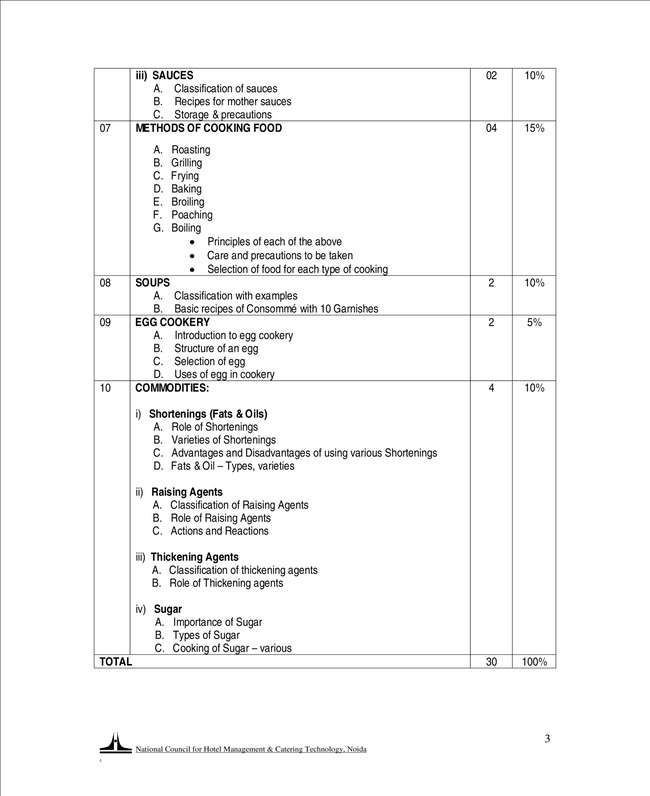 iii) SAUCES 02 10%
A. Classification of sauces
B. Recipes for mother sauces
C. Storage & precautions
07 METHODS OF COOKING FOOD 04 15%
A. Roasting
B. Grilling
C. Frying
D. Baking
E. Broiling
F. Poaching
G. Boiling
• Principles of each of the above
• Care and precautions to be taken
• Selection of food for each type of cooking
08 SOUPS 2 10%
A. Classification with examples
B. Basic recipes of Consommé with 10 Garnishes
09 EGG COOKERY 2 5%
A. Introduction to egg cookery
B. Structure of an egg
C. Selection of egg
D. Uses of egg in cookery
10 COMMODITIES: 4 10%
i) Shortenings (Fats & Oils)
A. Role of Shortenings
B. Varieties of Shortenings
C. Advantages and Disadvantages of using various Shortenings
D. Fats & Oil – Types, varieties
ii) Raising Agents
A. Classification of Raising Agents
B. Role of Raising Agents
C. Actions and Reactions
iii) Thickening Agents
A. Classification of thickening agents
B. Role of Thickening agents
iv) Sugar
A. Importance of Sugar
B. Types of Sugar
C. Cooking of Sugar – various
TOTAL 30 100%
3
National Council for Hotel Management & Catering Technology, Noida